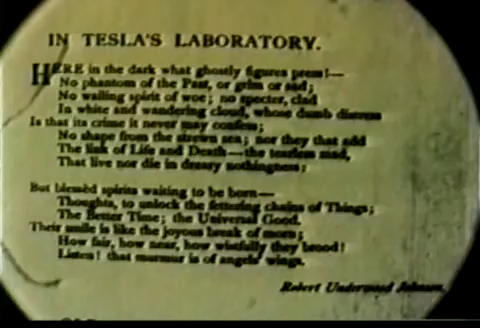 IN TESLA'S LABORATORY.
HERE in the dark what ghostly figures press!—
No phantom of the Past, or grim or sad;
No wailing spirit of woe; no specter, clad
In white and wandering cloud, whose dumb distress
Is that its crime it never may confess;
No shape from the strewn sea; nor they that add
The link of Life and Death—the tearless mad,
That live nor die in dreary nothingness;
But blessèd spirits waiting to be born—
Thoughts, to unlock the fettering chains of Things;
The Better Time; the Universal Good.
Their smile is like the joyous break of morn;
How fair, how near, how wistfully they brood!
Listen! that murmur is of angels' wings.
Robert Underwood Johnson.